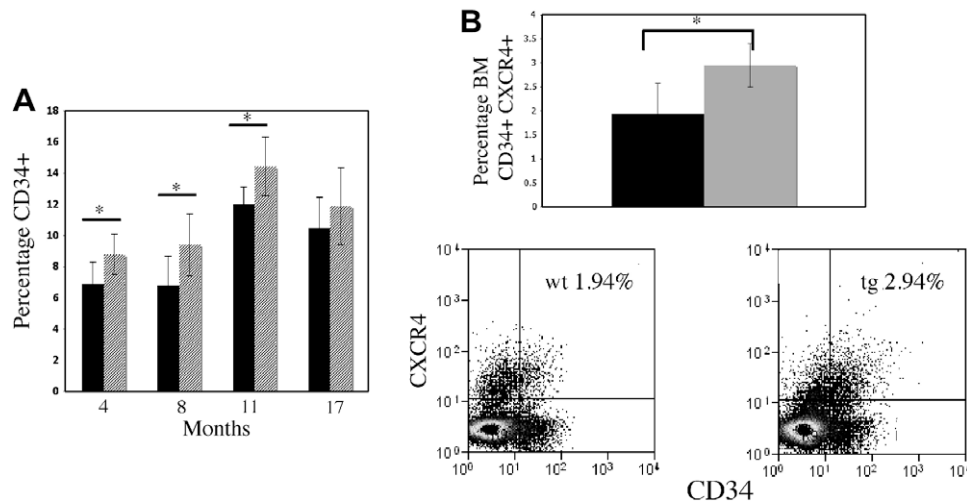 A
Percentage CD34+
18
16
14
12
10
8
6
4
2
0
*
*
*
4 8 11 17
Months
B
Percentage BM
CD34+ CXCR4+
4
3.5
3
2.5
2
1.5
1
0.5
0
*
CXCR4
10⁴
10³
10²
10¹
10⁰
wt 1.94%
10⁰ 10¹ 10² 10³ 10⁴
10⁴
10³
10²
10¹
10⁰
tg 2.94%
10⁰ 10¹ 10² 10³ 10⁴
CD34